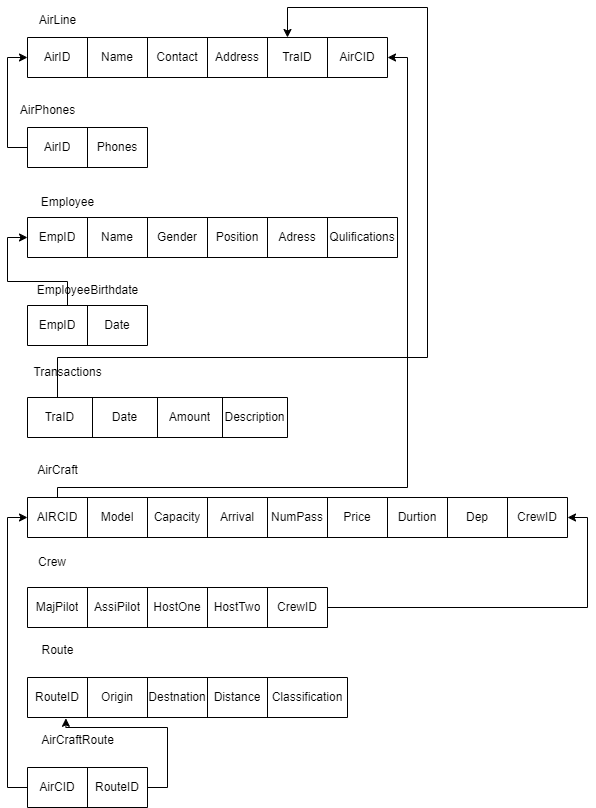 AirLine
AirID Name Contact Address TraID AirCID
AirPhones
AirID Phones
Employee
EmpID Name Gender Position Adress Qulifications
EmployeeBirthdate
EmpID Date
Transactions
TraID Date Amount Description
AirCraft
AIRCID Model Capacity Arrival NumPass Price Durtion Dep CrewID
Crew
MajPilot AssiPilot HostOne HostTwo CrewID
Route
RouteID Origin Destnation Distance Classification
AirCraftRoute
AirCID RouteID